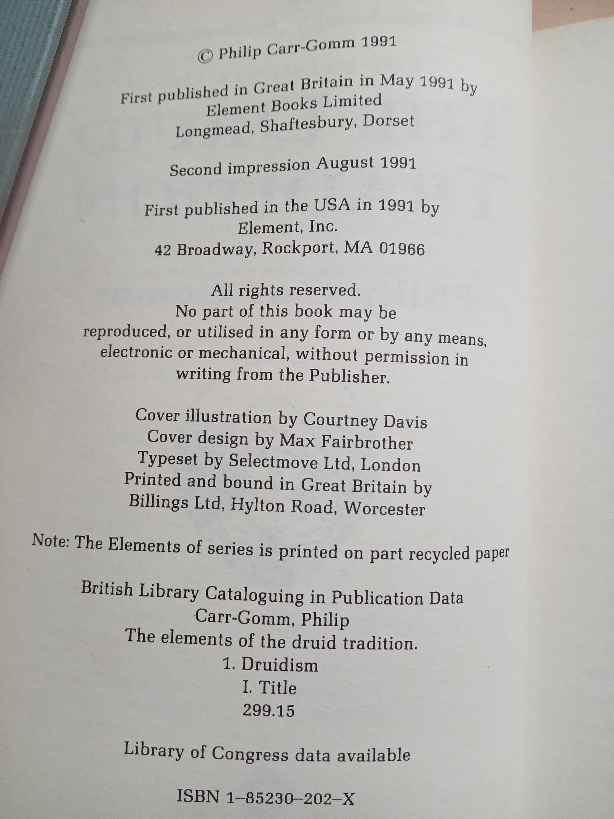 © Philip Carr-Gomm 1991
First published in Great Britain in May 1991 by
Element Books Limited
Longmead, Shaftesbury, Dorset
Second impression August 1991
First published in the USA in 1991 by
Element, Inc.
42 Broadway, Rockport, MA 01966
All rights reserved.
No part of this book may be
reproduced, or utilised in any form or by any means,
electronic or mechanical, without permission in
writing from the Publisher.
Cover illustration by Courtney Davis
Cover design by Max Fairbrother
Typeset by Selectmove Ltd, London
Printed and bound in Great Britain by
Billings Ltd, Hylton Road, Worcester
Note: The Elements of series is printed on part recycled paper
British Library Cataloguing in Publication Data
Carr-Gomm, Philip
The elements of the druid tradition.
1. Druidism
I. Title
299.15
Library of Congress data available
ISBN 1–85230–202–X